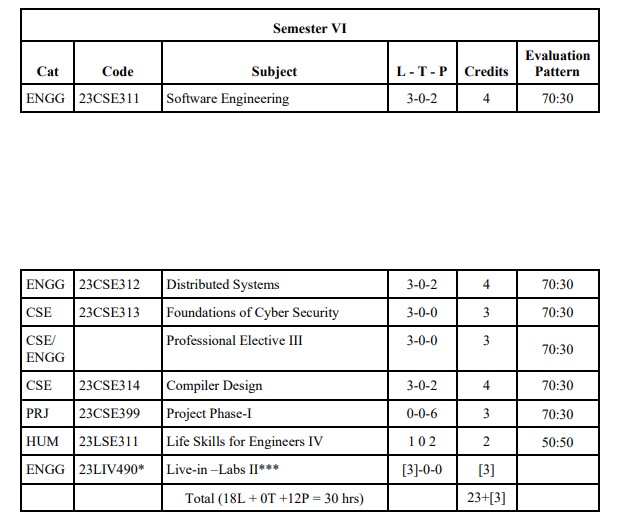 Semester VI
Cat Code Subject L - T - P Credits Evaluation Pattern
ENGG 23CSE311 Software Engineering 3-0-2 4 70:30
ENGG 23CSE312 Distributed Systems 3-0-2 4 70:30
CSE 23CSE313 Foundations of Cyber Security 3-0-0 3 70:30
CSE/ ENGG Professional Elective III 3-0-0 3 70:30
CSE 23CSE314 Compiler Design 3-0-2 4 70:30
PRJ 23CSE399 Project Phase-I 0-0-6 3 70:30
HUM 23LSE311 Life Skills for Engineers IV 1 0 2 2 50:50
ENGG 23LIV490* Live-in –Labs II*** [3]-0-0 [3]
Total (18L + 0T +12P = 30 hrs) 23+[3]